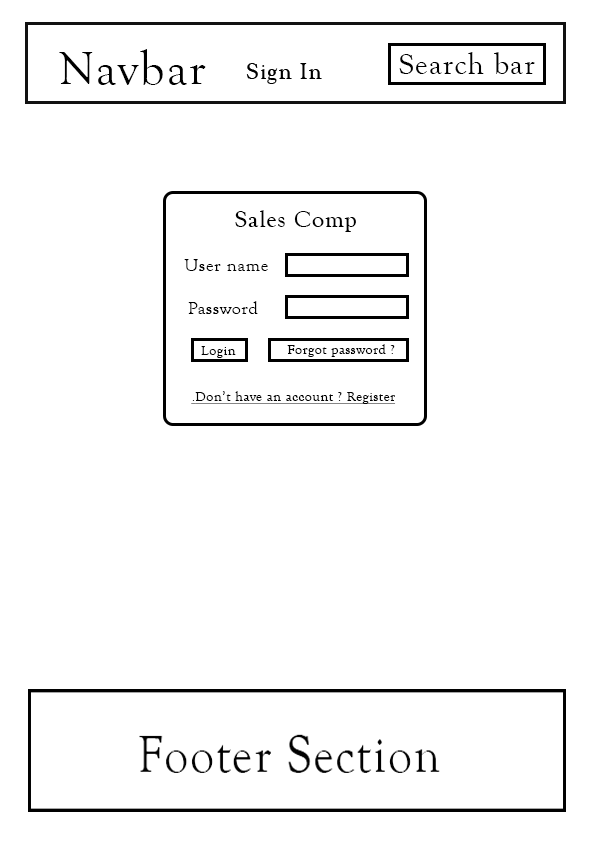 Navbar Sign In Search bar
Sales Comp
User name
Password
Login Forgot password ?
.Don't have an account ? Register
Footer Section